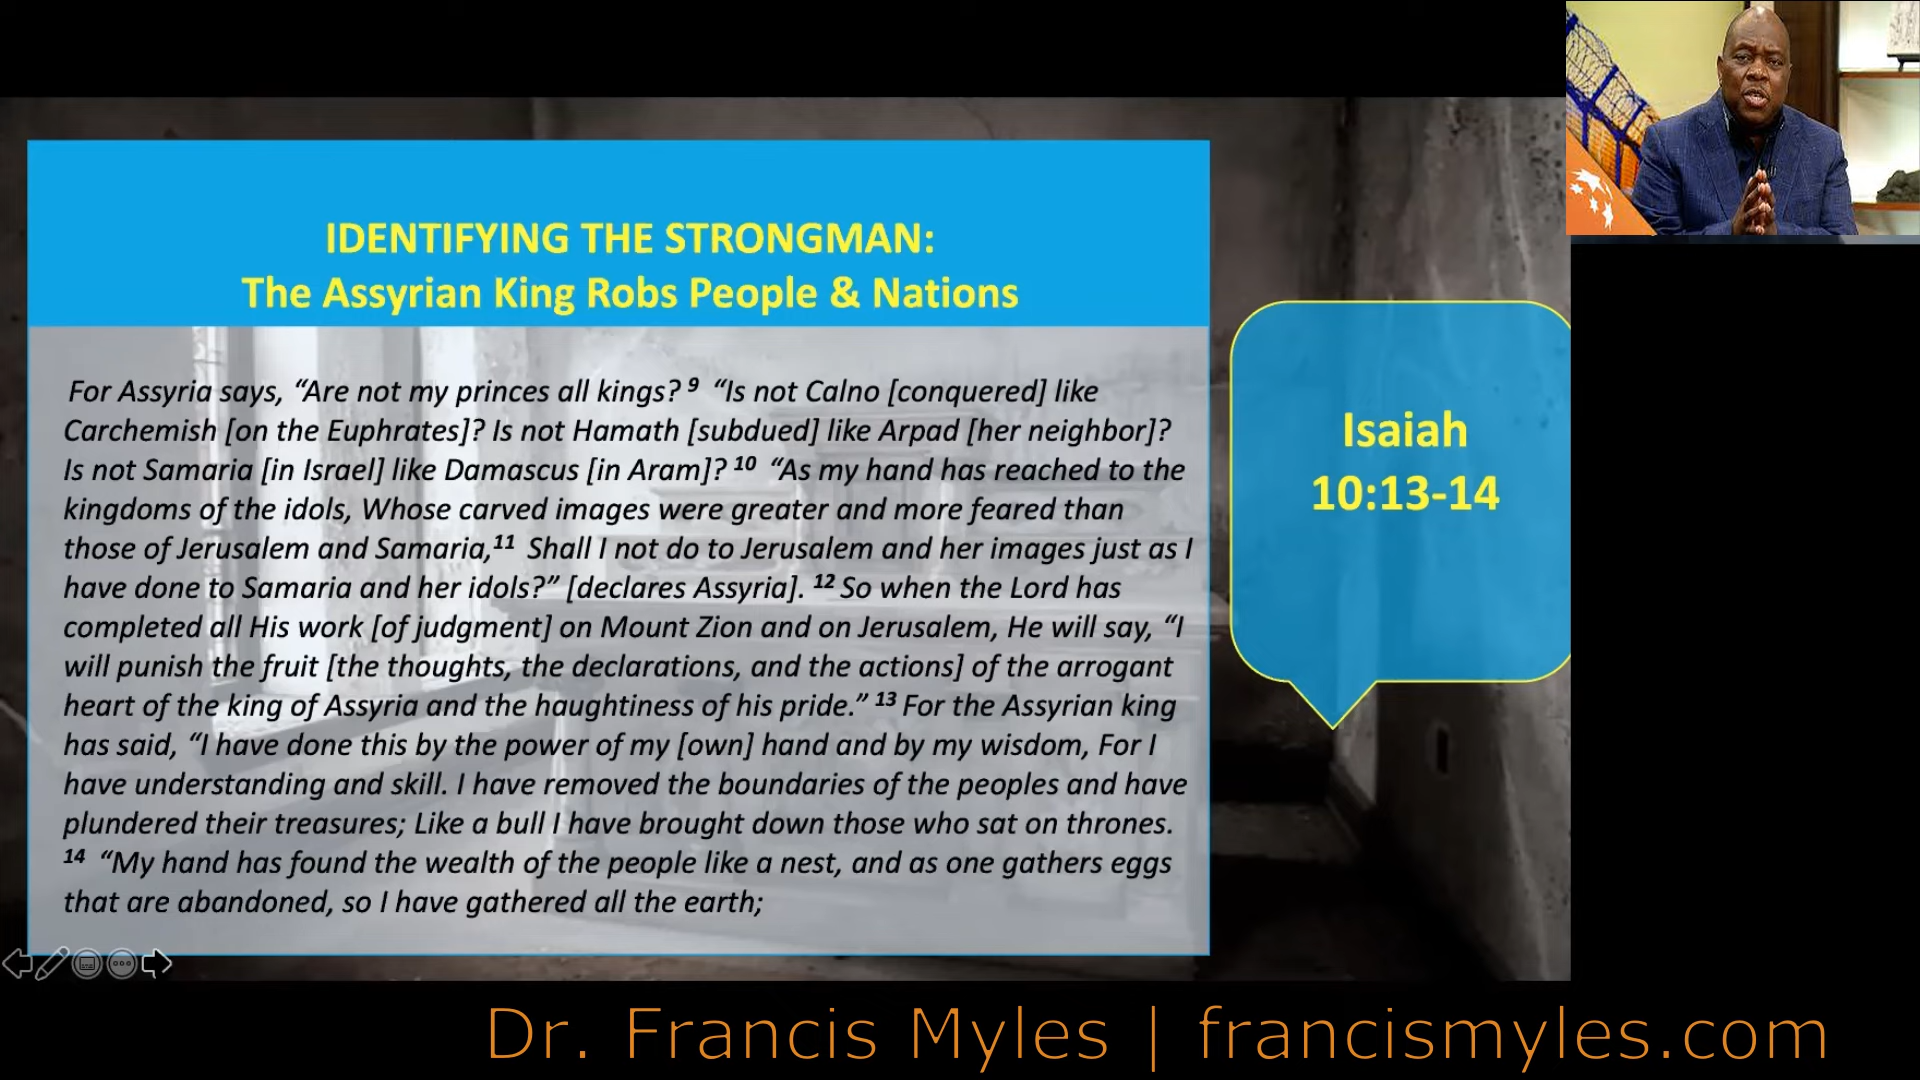 IDENTIFYING THE STRONGMAN:
The Assyrian King Robs People & Nations
For Assyria says, “Are not my princes all kings? 9 “Is not Calno [conquered] like
Carchemish [on the Euphrates]? Is not Hamath [subdued] like Arpad [her neighbor]?
Is not Samaria [in Israel] like Damascus [in Aram]? 10 “As my hand has reached to the
kingdoms of the idols, Whose carved images were greater and more feared than
those of Jerusalem and Samaria,11 Shall I not do to Jerusalem and her images just as I
have done to Samaria and her idols?” [declares Assyria]. 12 So when the Lord has
completed all His work [of judgment] on Mount Zion and on Jerusalem, He will say, “I
will punish the fruit [the thoughts, the declarations, and the actions] of the arrogant
heart of the king of Assyria and the haughtiness of his pride.” 13 For the Assyrian king
has said, “I have done this by the power of my [own] hand and by my wisdom, For I
have understanding and skill. I have removed the boundaries of the peoples and have
plundered their treasures; Like a bull I have brought down those who sat on thrones.
14 “My hand has found the wealth of the people like a nest, and as one gathers eggs
that are abandoned, so I have gathered all the earth;
Isaiah
10:13-14
Dr. Francis Myles | francismyles.com